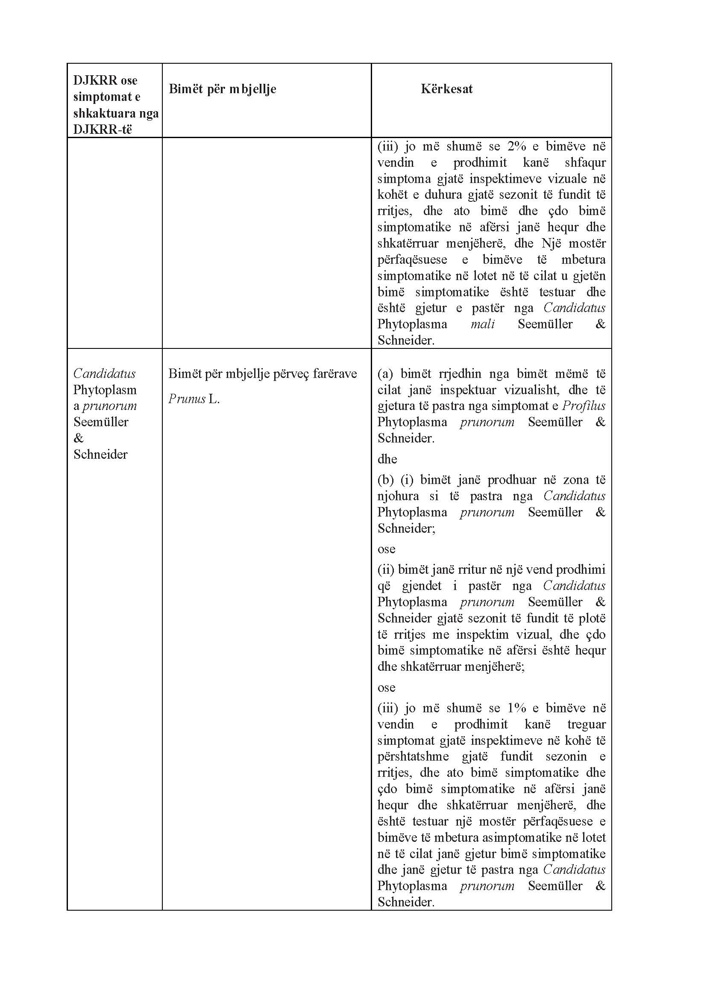 DJKRR ose
simptomat e
shkaktuara nga
DJKRR-të
Bimët për mbjellje
Kërkesat
(iii) jo më shumë se 2% e bimëve në
vendin e prodhimit kanë shfaqur
simptoma gjatë inspektimeve vizuale në
kohët e duhura gjatë sezonit të fundit të
rritjes, dhe ato bimë dhe çdo bimë
simptomatike në afërsi janë hequr dhe
shkatërruar menjëherë, dhe Një mostër
përfaqësuese e bimëve të mbetura
simptomatike në lotet në të cilat u gjetën
bimë simptomatike është testuar dhe
është gjetur e pastër nga Candidatus
Phytoplasma mali Seemüller &
Schneider.
Candidatus
Phytoplasm
a prunorum
Seemüller
&
Schneider
Bimët për mbjellje përveç farërave
Prunus L.
(a) bimët rrjedhin nga bimët mëmë të
cilat janë inspektuar vizualisht, dhe të
gjetura të pastra nga simptomat e Profilus
Phytoplasma prunorum Seemüller &
Schneider.
dhe
(b) (i) bimët janë prodhuar në zona të
njohura si të pastra nga Candidatus
Phytoplasma prunorum Seemüller &
Schneider;
ose
(ii) bimët janë rritur në një vend prodhimi
që gjendet i pastër nga Candidatus
Phytoplasma prunorum Seemüller &
Schneider gjatë sezonit të fundit të plotë
të rritjes me inspektim vizual, dhe çdo
bimë simptomatike në afërsi është hequr
dhe shkatërruar menjëherë;
ose
(iii) jo më shumë se 1% e bimëve në
vendin e prodhimit kanë treguar
simptomat gjatë inspektimeve në kohë të
përshtatshme gjatë fundit sezonin e
rritjes, dhe ato bimë simptomatike dhe
çdo bimë simptomatike në afërsi janë
hequr dhe shkatërruar menjëherë, dhe
është testuar një mostër përfaqësuese e
bimëve të mbetura asimptomatike në lotet
në të cilat janë gjetur bimë simptomatike
dhe janë gjetur të pastra nga Candidatus
Phytoplasma prunorum Seemüller &
Schneider.